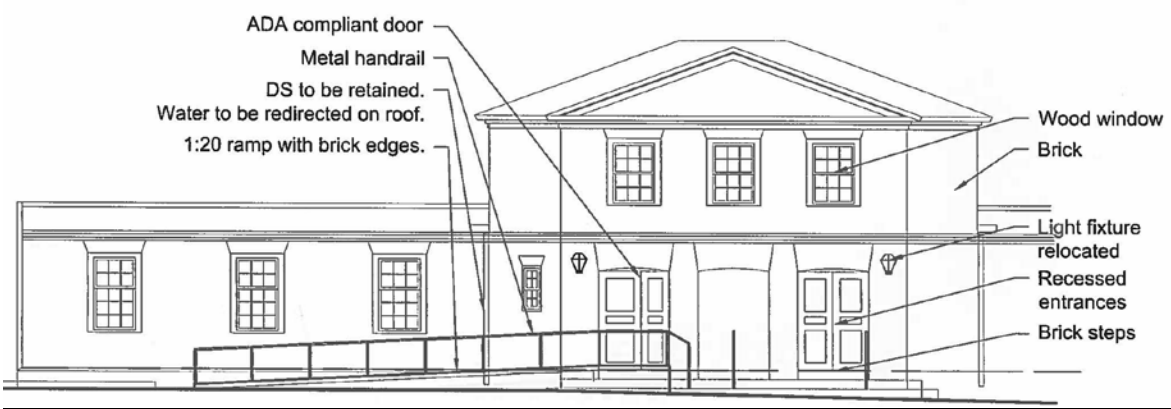 ADA compliant door
Metal handrail
DS to be retained.
Water to be redirected on roof.
1:20 ramp with brick edges.
Wood window
Brick
Light fixture
relocated
Recessed
entrances
Brick steps